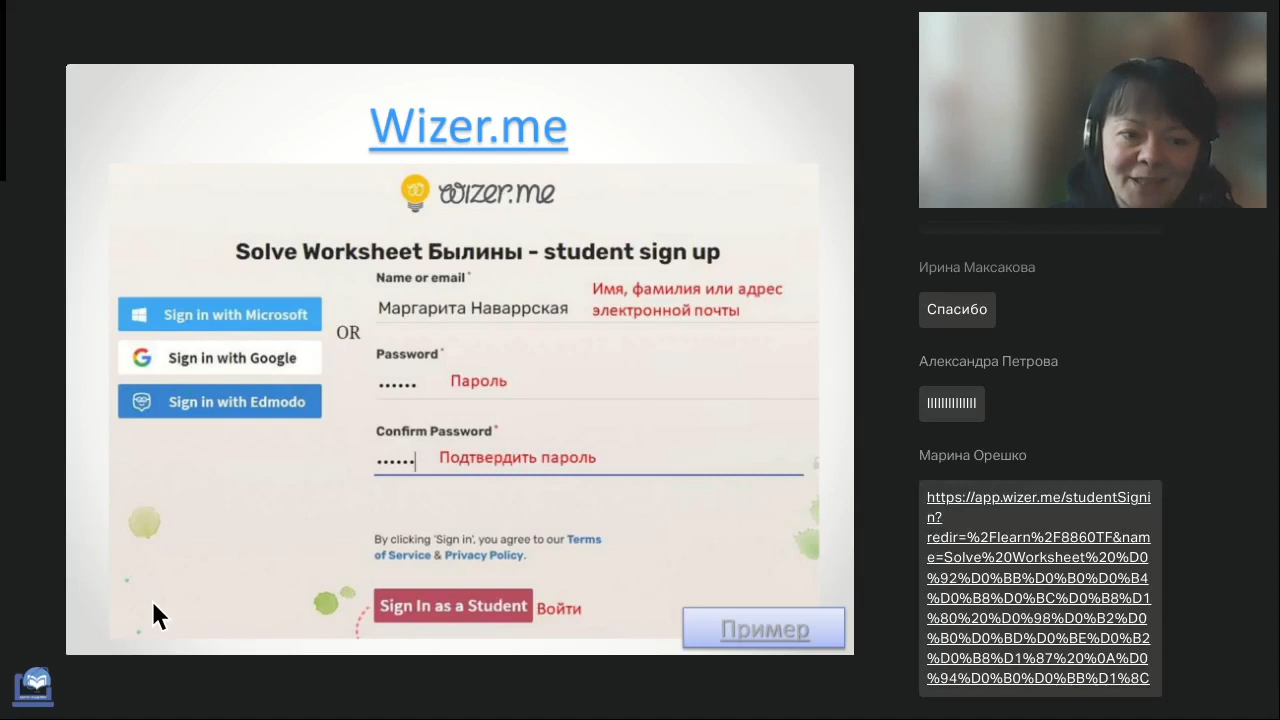 Wizer.me
wizer.me
Solve Worksheet Былины - student sign up
Sign in with Microsoft
Sign in with Google
Sign in with Edmodo
OR
Name or email *
Маргарита Наваррская
Имя, фамилия или адрес
электронной почты
Password *
•••••• Пароль
Confirm Password *
•••••• Подтвердить пароль
By clicking 'Sign in', you agree to our Terms
of Service & Privacy Policy.
Sign In as a Student Войти
Пример
Ирина Максакова
Спасибо
Александра Петрова
llllllllllllll
Марина Орешко
https://app.wizer.me/studentSigni
n?
redir=%2Flearn%2F8860TF&nam
e=Solve%20Worksheet%20%D0
%92%D0%BB%D0%B0%D0%B4
%D0%B8%D0%BC%D0%B8%D1
%80%20%D0%98%D0%B2%D0
%B0%D0%BD%D0%BE%D0%B2
%D0%B8%D1%87%20%0A%D0
%94%D0%B0%D0%BB%D1%8C